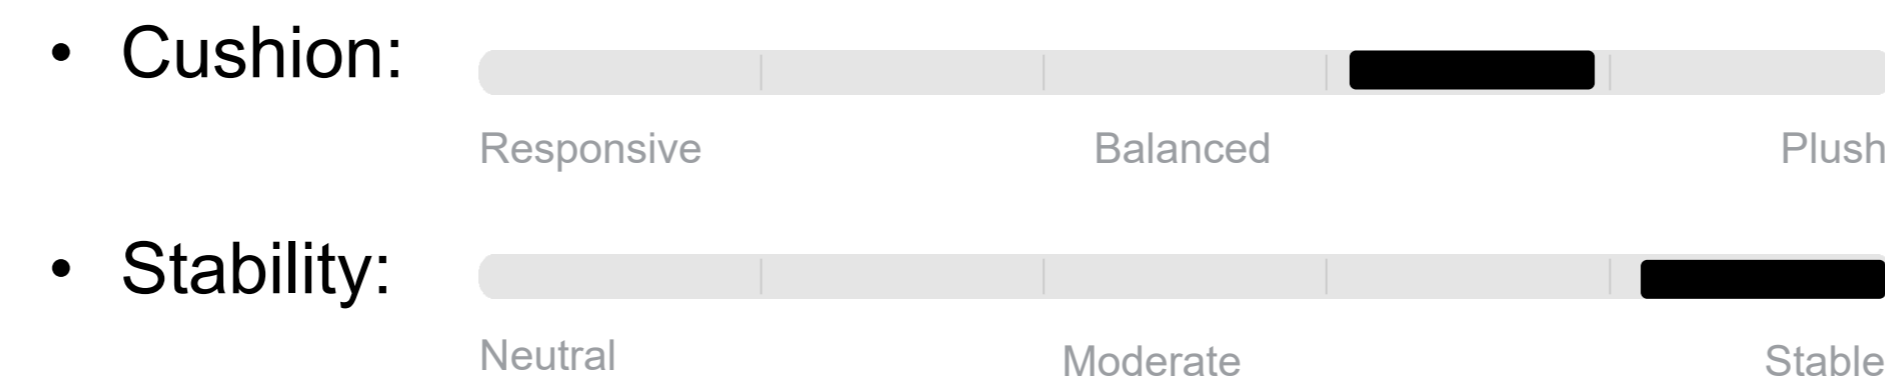 • Cushion:
Responsive Balanced Plush
• Stability:
Neutral Moderate Stable